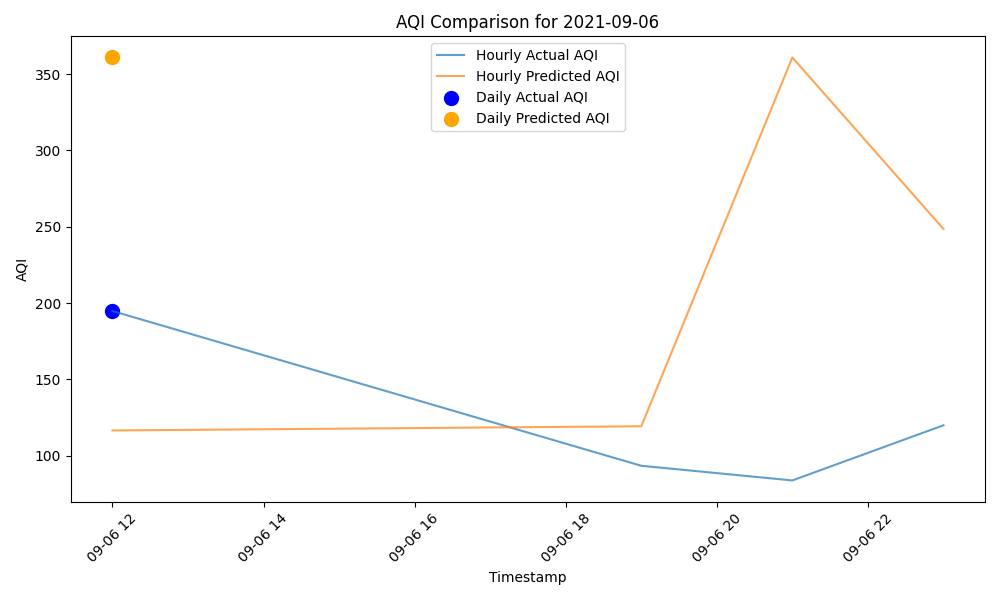 AQI Comparison for 2021-09-06
Hourly Actual AQI
Hourly Predicted AQI
Daily Actual AQI
Daily Predicted AQI
AQI
350
300
250
200
150
100
09-06 12
09-06 14
09-06 16
09-06 18
09-06 20
09-06 22
Timestamp